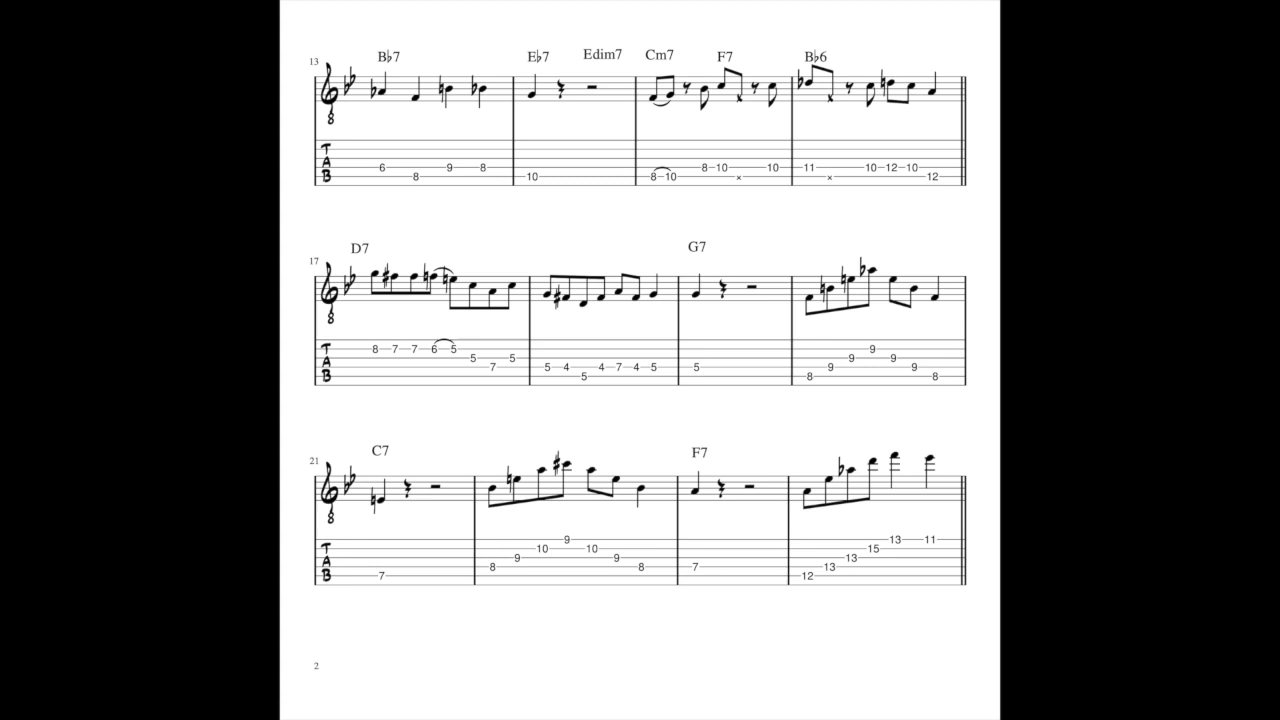 B♭7 E♭7 Edim7 Cm7 F7 B♭6
13
8
T
A
B
6 8 9 8 10 8 10 8 10 × 10 11 × 10 12 10 12
D7 G7
17
8
T
A
B
8 7 7 6 5 5 7 5 5 4 5 4 7 4 5 5 8 9 9 9 9 9 8
C7 F7
21
8
T
A
B
7 8 9 10 9 10 9 8 7 12 13 13 15 13 11
2